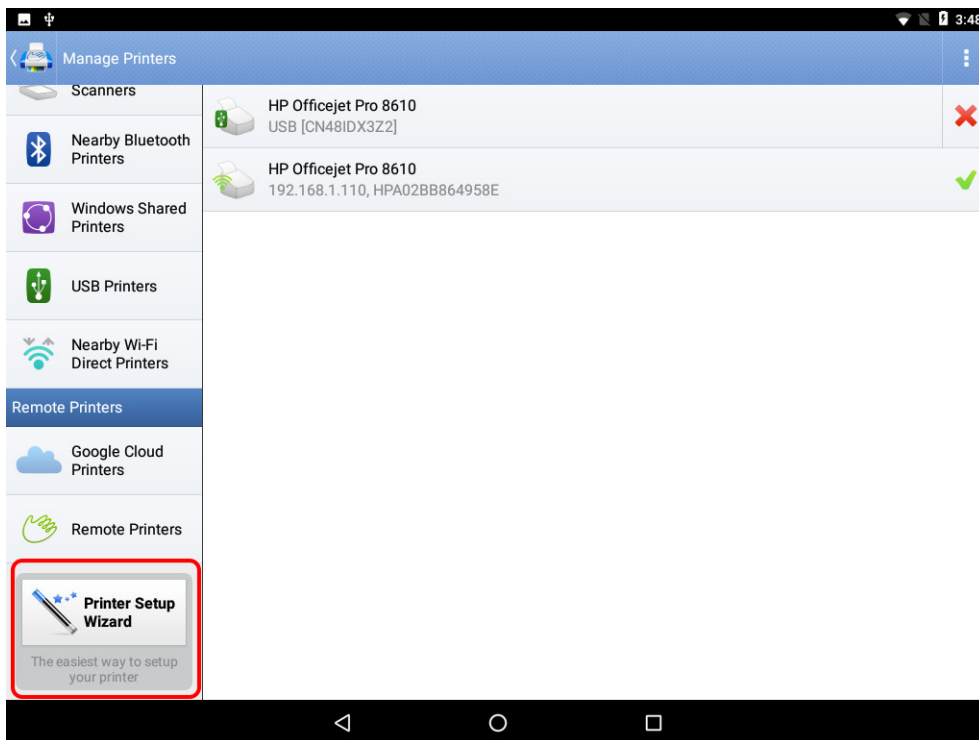 3:48
Manage Printers
Scanners
Nearby Bluetooth
Printers
Windows Shared
Printers
USB Printers
Nearby Wi-Fi
Direct Printers
Remote Printers
Google Cloud
Printers
Remote Printers
Printer Setup
Wizard
The easiest way to setup
your printer
HP Officejet Pro 8610
USB [CN48IDX3Z2]
HP Officejet Pro 8610
192.168.1.110, HPA02BB864958E